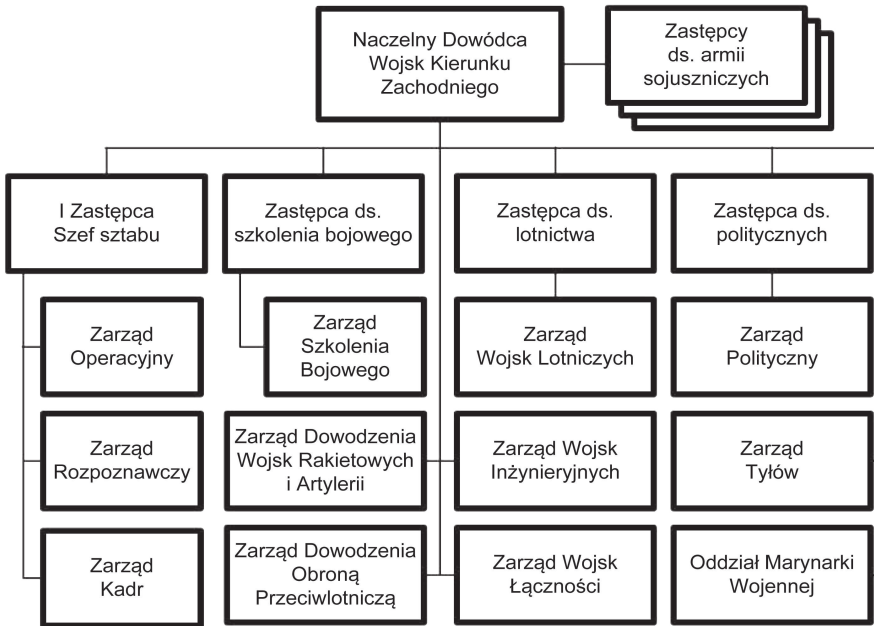 Naczelny Dowódca
Wojsk Kierunku
Zachodniego
Zastępcy
ds. armii
sojuszniczych
I Zastępca
Szef sztabu
Zastępca ds.
szkolenia bojowego
Zastępca ds.
lotnictwa
Zastępca ds.
politycznych
Zarząd
Operacyjny
Zarząd
Szkolenia
Bojowego
Zarząd
Wojsk Lotniczych
Zarząd
Polityczny
Zarząd
Rozpoznawczy
Zarząd Dowodzenia
Wojsk Rakietowych
i Artylerii
Zarząd Wojsk
Inżynieryjnych
Zarząd
Tyłów
Zarząd
Kadr
Zarząd Dowodzenia
Obroną
Przeciwlotniczą
Zarząd Wojsk
Łączności
Oddział Marynarki
Wojennej